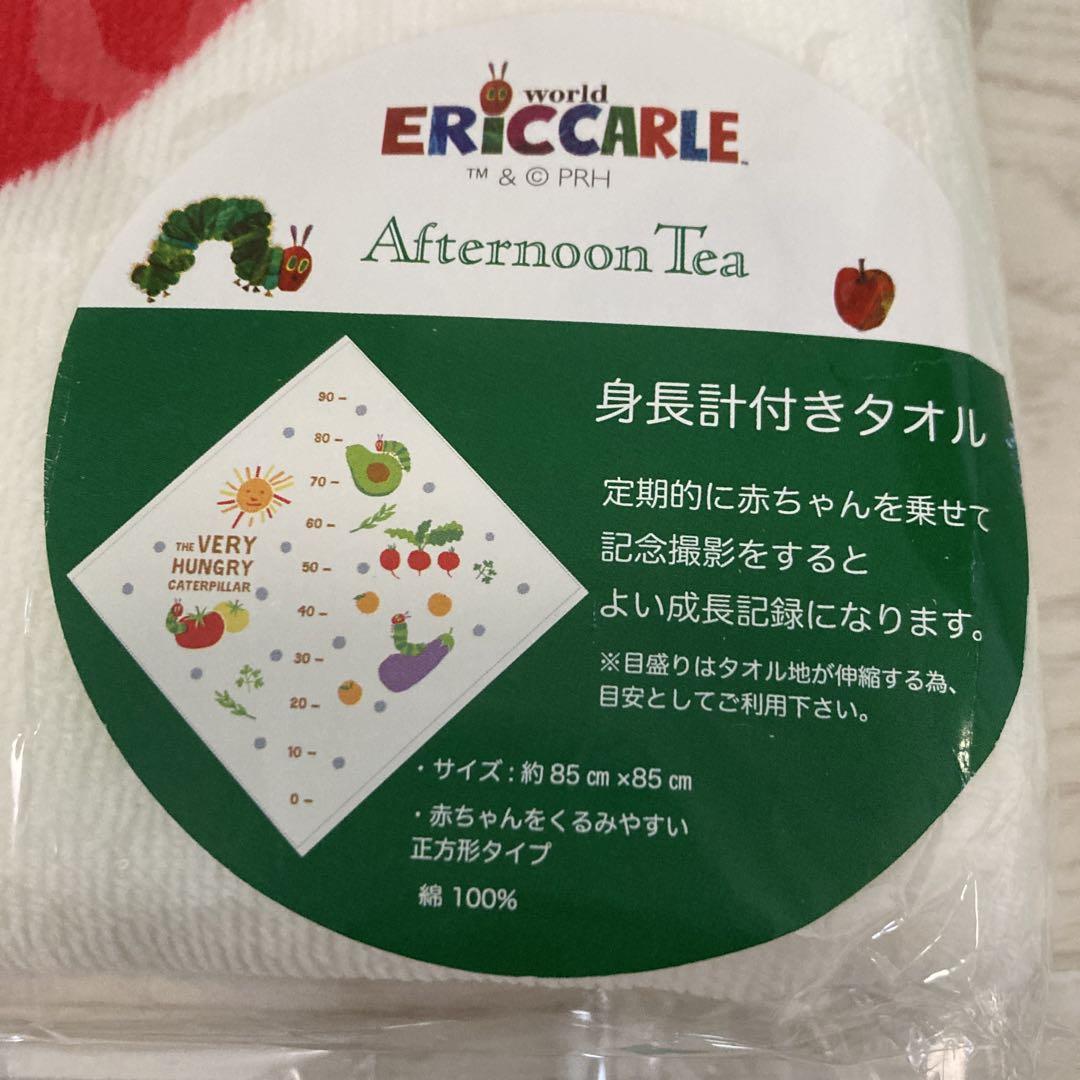 world
ERIC CARLE™
™ & © PRH
Afternoon Tea
身長計付きタオル
定期的に赤ちゃんを乗せて
記念撮影をすると
よい成長記録になります。
※目盛りはタオル地が伸縮する為、
目安としてご利用下さい。
90 –
80 –
70 –
60 –
50 –
40 –
30 –
20 –
10 –
0 –
THE VERY
HUNGRY
CATERPILLAR
・サイズ：約 85 ㎝ ×85 ㎝
・赤ちゃんをくるみやすい
正方形タイプ
綿 100%